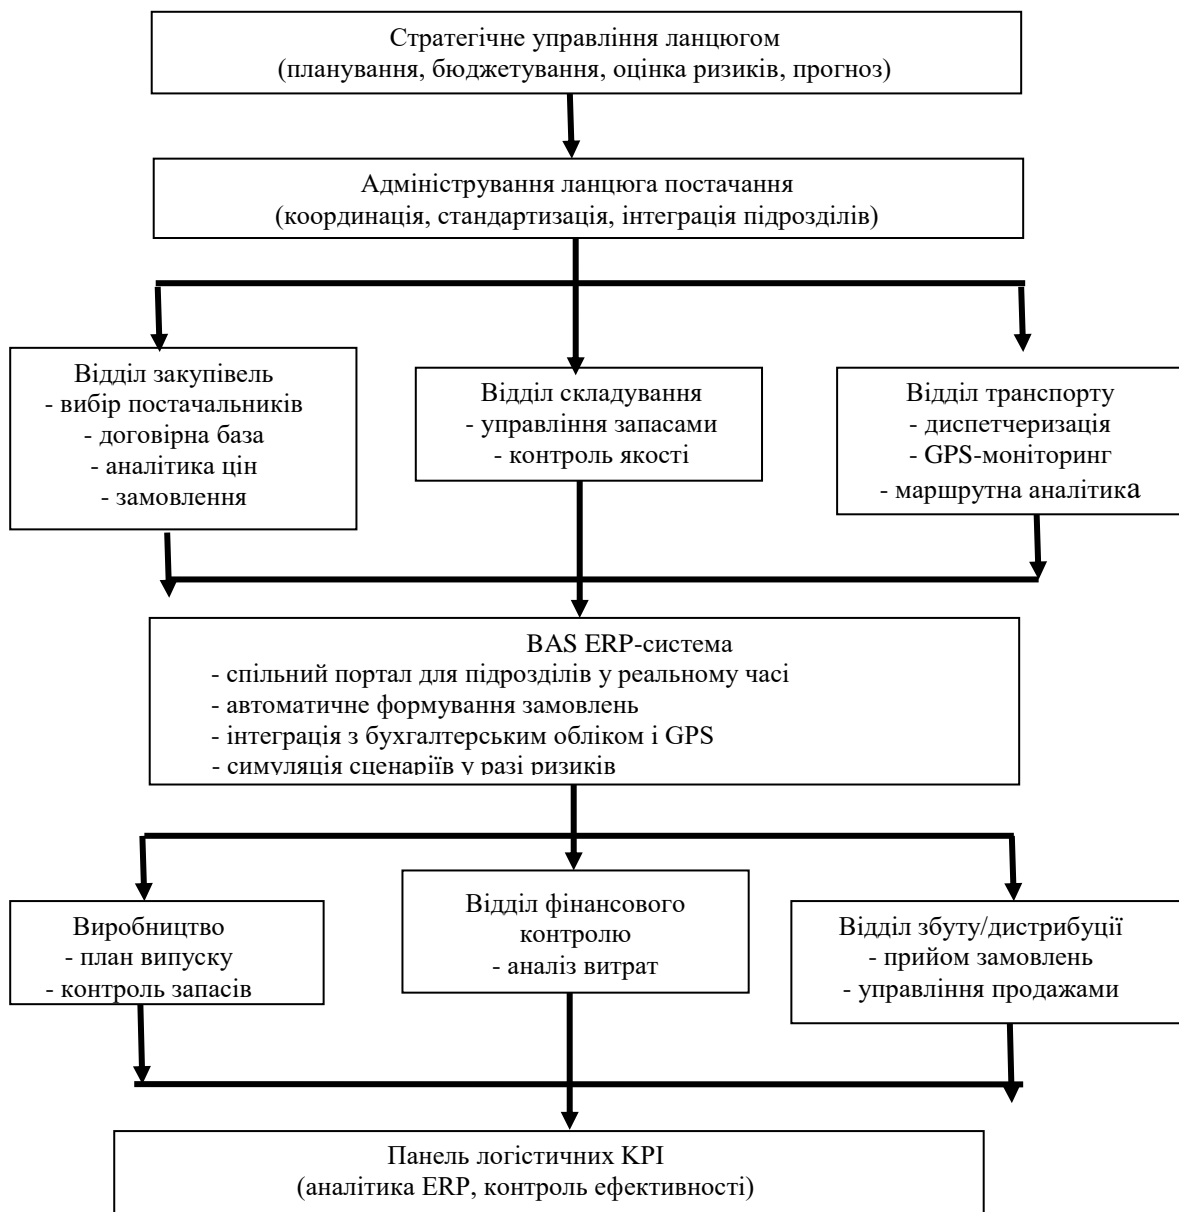 Стратегічне управління ланцюгом
(планування, бюджетування, оцінка ризиків, прогноз)
Адміністрування ланцюга постачання
(координація, стандартизація, інтеграція підрозділів)
Відділ закупівель
- вибір постачальників
- договірна база
- аналітика цін
- замовлення
Відділ складування
- управління запасами
- контроль якості
Відділ транспорту
- диспетчеризація
- GPS-моніторинг
- маршрутна аналітика
BAS ERP-система
- спільний портал для підрозділів у реальному часі
- автоматичне формування замовлень
- інтеграція з бухгалтерським обліком і GPS
- симуляція сценаріїв у разі ризиків
Виробництво
- план випуску
- контроль запасів
Відділ фінансового
контролю
- аналіз витрат
Відділ збуту/дистрибуції
- прийом замовлень
- управління продажами
Панель логістичних KPI
(аналітика ERP, контроль ефективності)